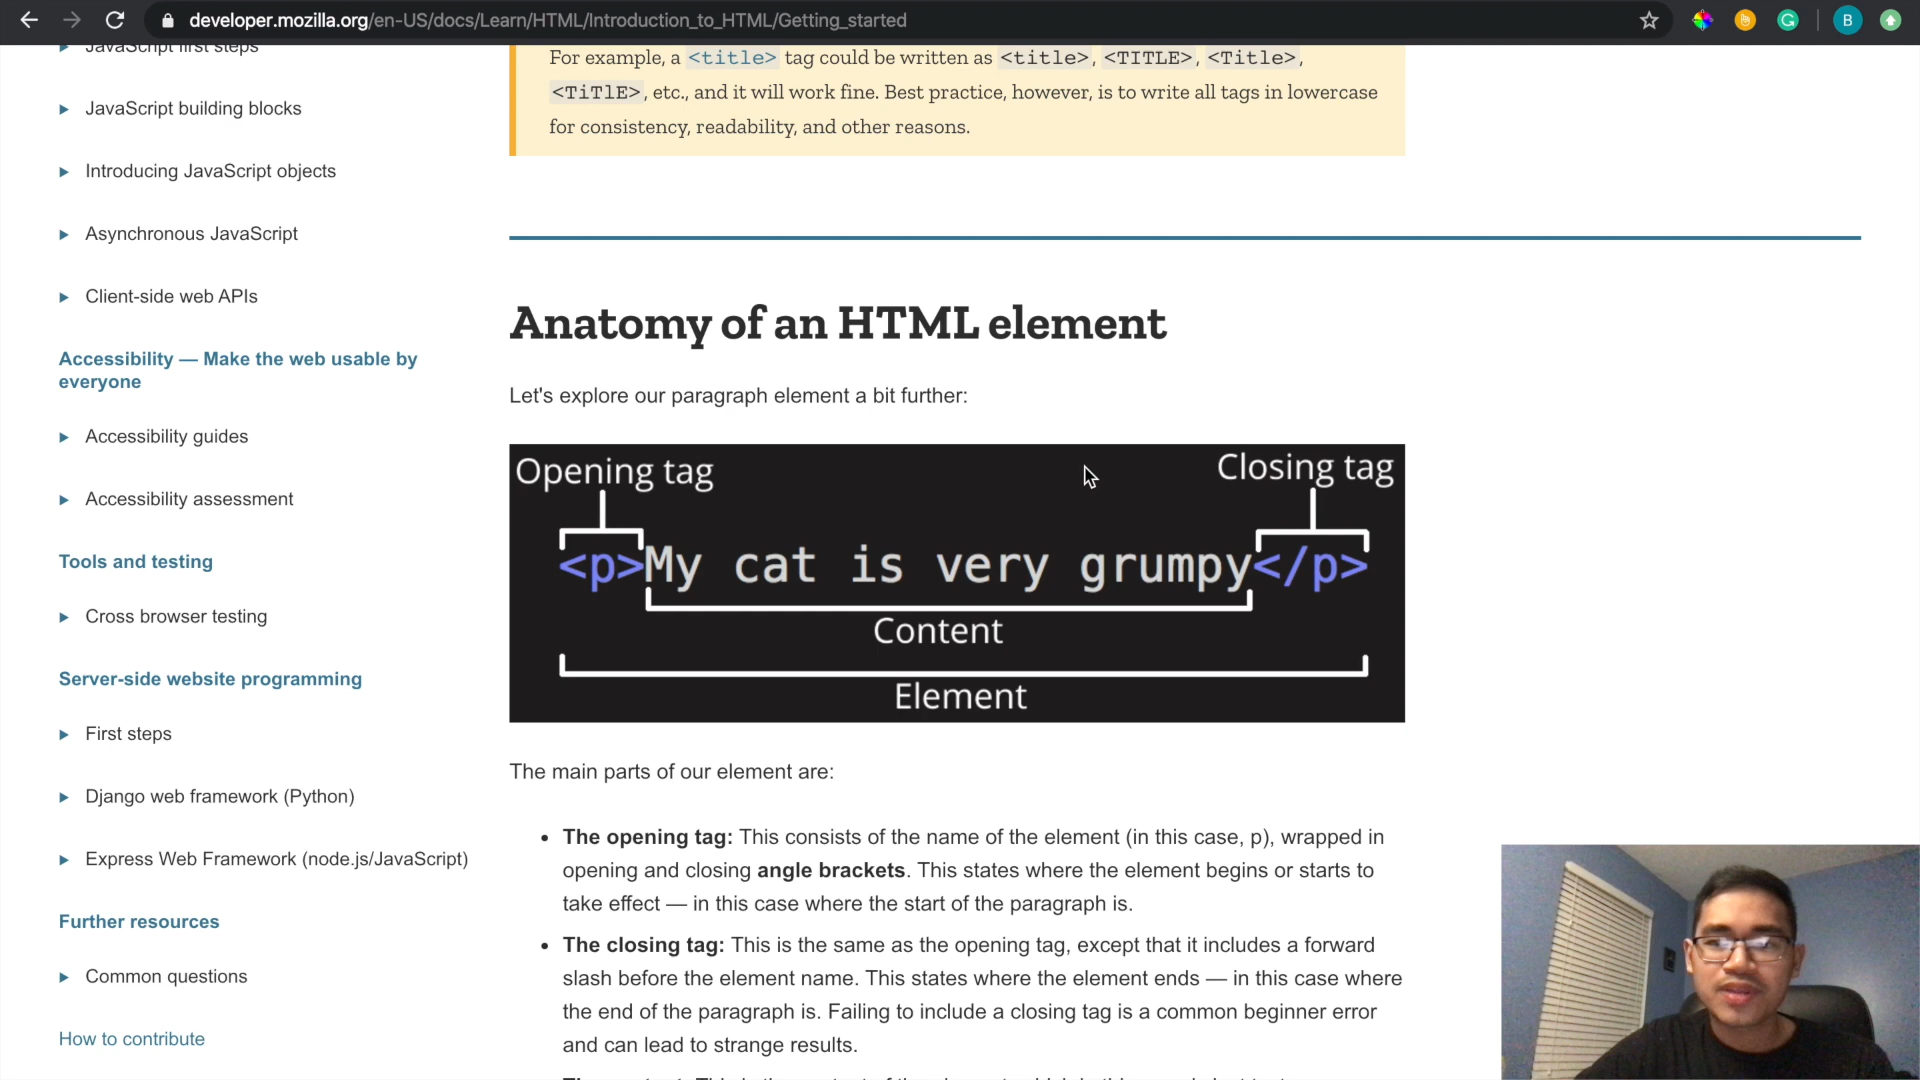 developer.mozilla.org/en-US/docs/Learn/HTML/Introduction_to_HTML/Getting_started
B
JavaScript first steps
JavaScript building blocks
Introducing JavaScript objects
Asynchronous JavaScript
Client-side web APIs
Accessibility — Make the web usable by
everyone
Accessibility guides
Accessibility assessment
Tools and testing
Cross browser testing
Server-side website programming
First steps
Django web framework (Python)
Express Web Framework (node.js/JavaScript)
Further resources
Common questions
How to contribute
For example, a <title> tag could be written as <title>, <TITLE>, <Title>,
<TiTlE>, etc., and it will work fine. Best practice, however, is to write all tags in lowercase
for consistency, readability, and other reasons.
Anatomy of an HTML element
Let's explore our paragraph element a bit further:
Opening tag
Closing tag
<p>My cat is very grumpy</p>
Content
Element
The main parts of our element are:
• The opening tag: This consists of the name of the element (in this case, p), wrapped in
opening and closing angle brackets. This states where the element begins or starts to
take effect — in this case where the start of the paragraph is.
• The closing tag: This is the same as the opening tag, except that it includes a forward
slash before the element name. This states where the element ends — in this case where
the end of the paragraph is. Failing to include a closing tag is a common beginner error
and can lead to strange results.